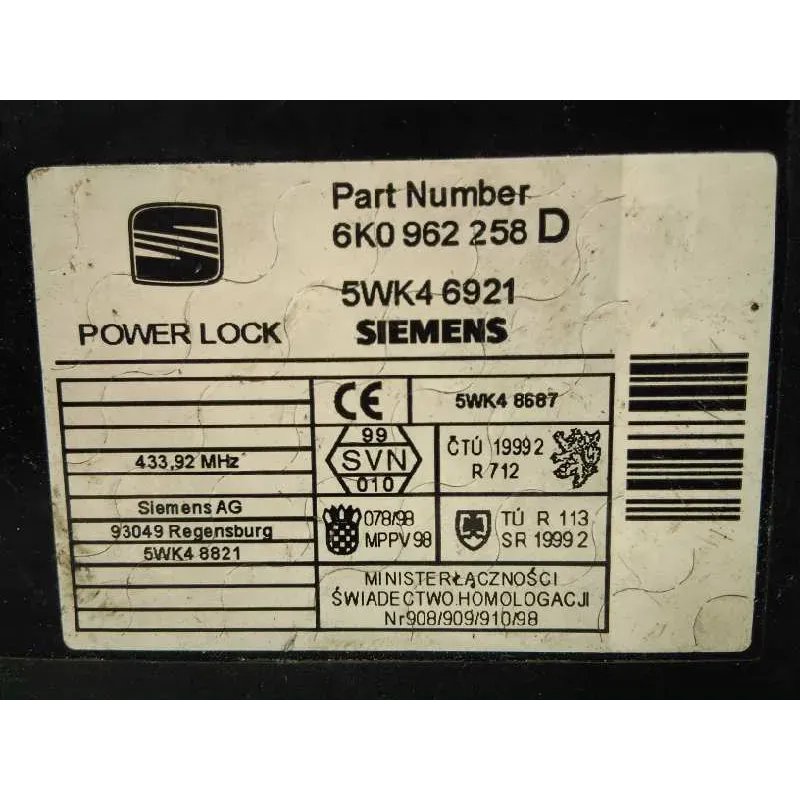 Part Number
6K0 962 258 D
5WK4 6921
POWER LOCK SIEMENS
CE 5WK4 8687
433,92 MHz
99
SVN
010
ČTÚ 1999 2
R 712
Siemens AG
93049 Regensburg
5WK4 8821
078/98
MPPV 98
TÚ R 113
SR 1999 2
MINISTER ŁĄCZNOŚCI
ŚWIADECTWO HOMOLOGACJI
Nr 908/909/910/98